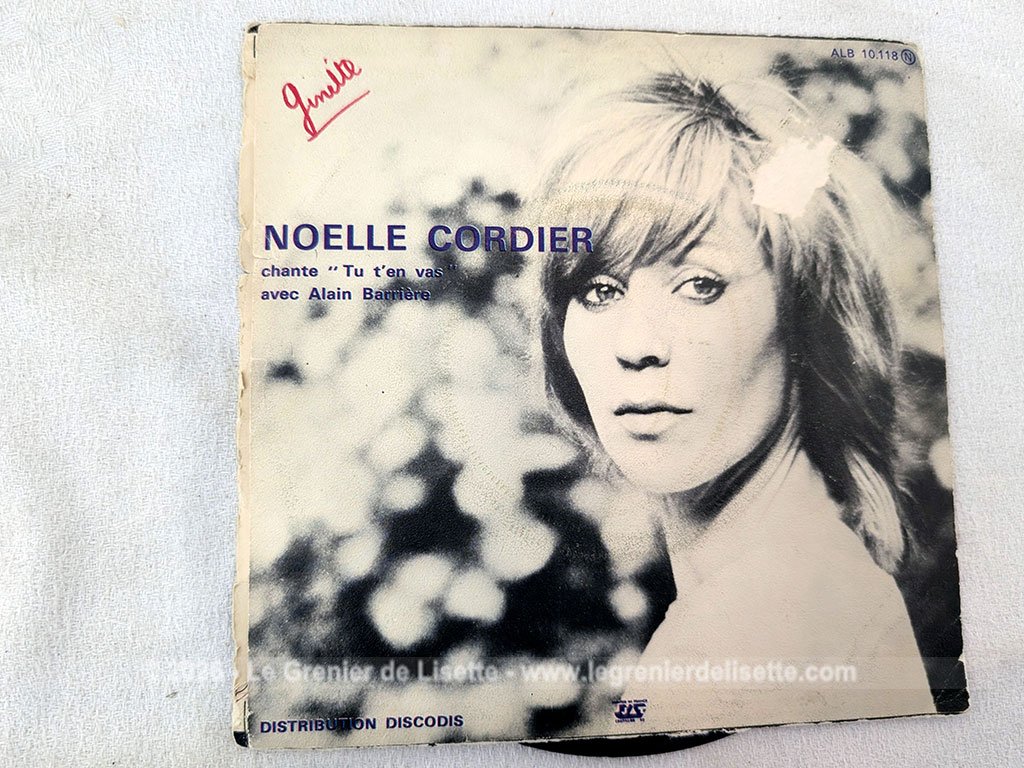 ALB 10.118 N
Ginette
NOELLE CORDIER
chante "Tu t'en vas"
avec Alain Barrière
Le Grenier de Lisette - www.legrenierdelisette.com
DISTRIBUTION DISCODIS